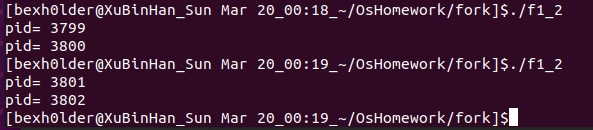 [bexh0lder@XuBinHan_Sun Mar 20_00:18_~/OsHomework/fork]$./f1_2
pid= 3799
pid= 3800
[bexh0lder@XuBinHan_Sun Mar 20_00:19_~/OsHomework/fork]$./f1_2
pid= 3801
pid= 3802
[bexh0lder@XuBinHan_Sun Mar 20_00:19_~/OsHomework/fork]$